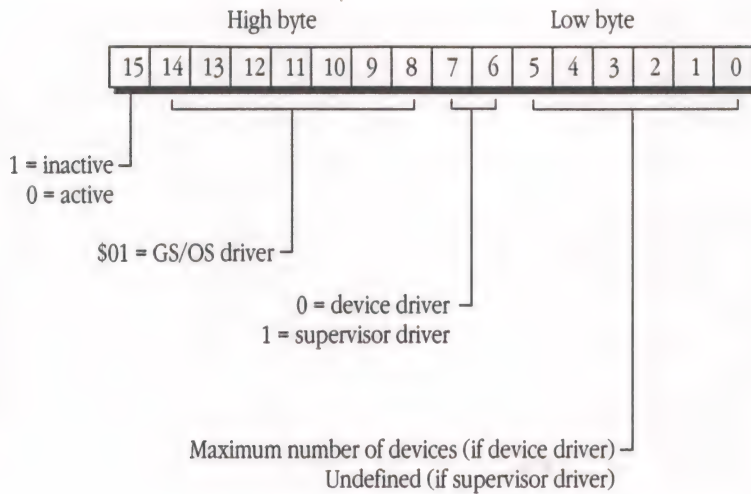 High byte Low byte
15 14 13 12 11 10 9 8 7 6 5 4 3 2 1 0
1 = inactive
0 = active
$01 = GS/OS driver
0 = device driver
1 = supervisor driver
Maximum number of devices (if device driver)
Undefined (if supervisor driver)